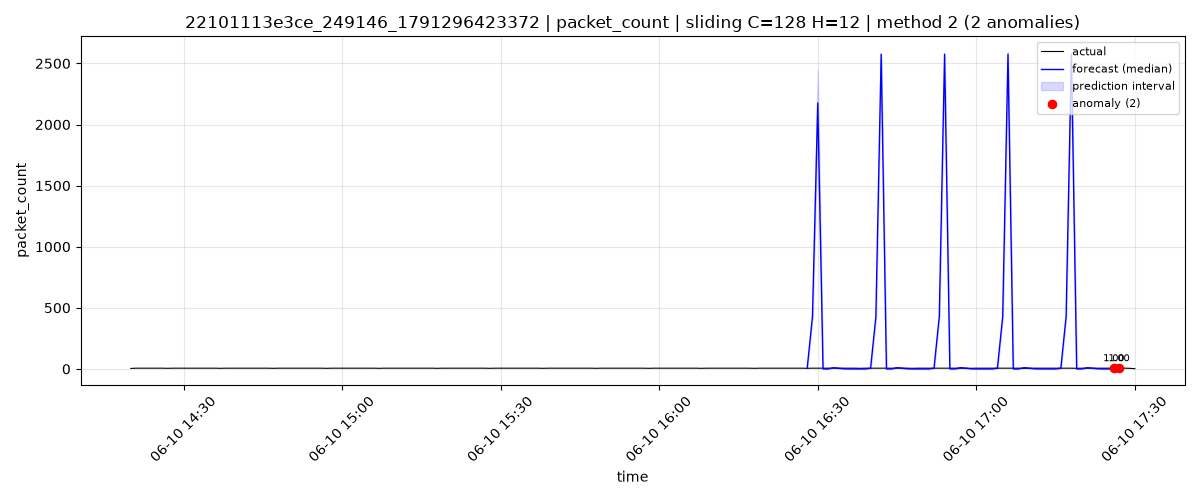 22101113e3ce_249146_1791296423372 | packet_count | sliding C=128 H=12 | method 2 (2 anomalies)
packet_count
2500
2000
1500
1000
500
0
actual
forecast (median)
prediction interval
anomaly (2)
06-10 14:30
06-10 15:00
06-10 15:30
06-10 16:00
06-10 16:30
06-10 17:00
06-10 17:30
time